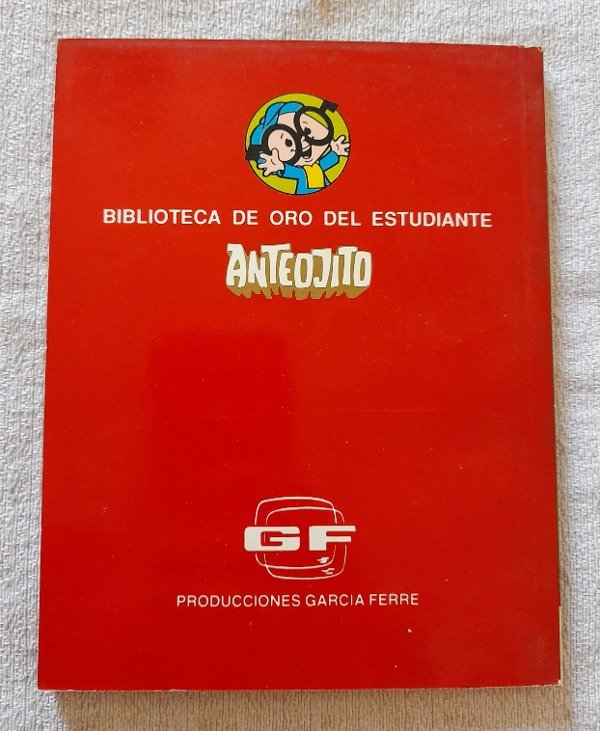 BIBLIOTECA DE ORO DEL ESTUDIANTE
ANTEOJITO
GF
PRODUCCIONES GARCIA FERRE